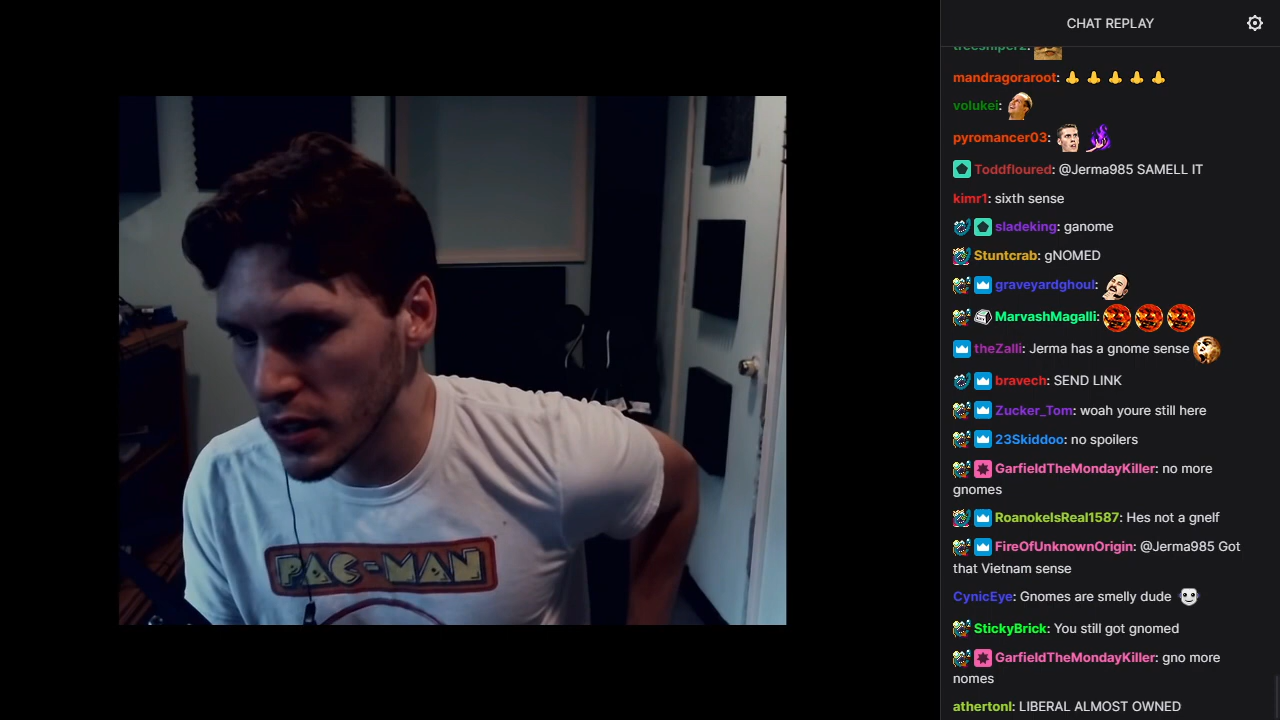 CHAT REPLAY
treesniper2:
mandragoraroot:
volukei:
pyromancer03:
Toddfloured: @Jerma985 SAMELL IT
kimr1: sixth sense
sladeking: ganome
Stuntcrab: gNOMED
graveyardghoul:
MarvashMagalli:
theZalli: Jerma has a gnome sense
bravech: SEND LINK
Zucker_Tom: woah youre still here
23Skiddoo: no spoilers
GarfieldTheMondayKiller: no more
gnomes
RoanokeIsReal1587: Hes not a gnelf
FireOfUnknownOrigin: @Jerma985 Got
that Vietnam sense
CynicEye: Gnomes are smelly dude
StickyBrick: You still got gnomed
GarfieldTheMondayKiller: gno more
nomes
athertonl: LIBERAL ALMOST OWNED
PAC-MAN